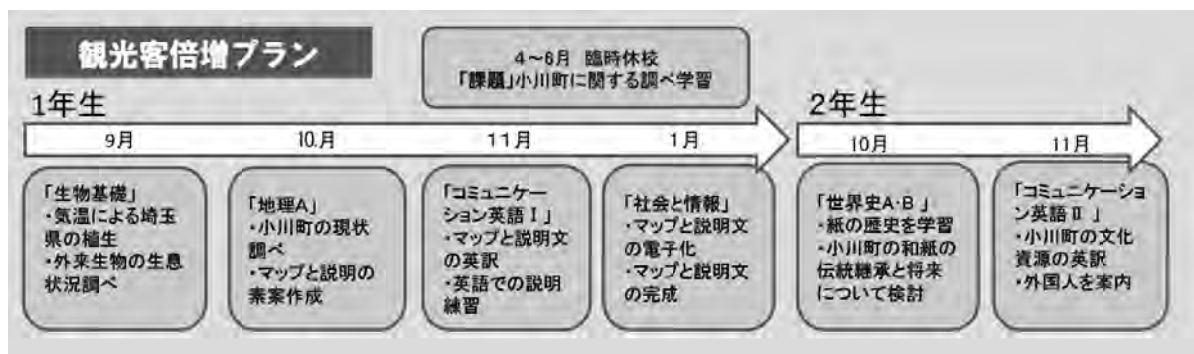 観光客倍増プラン
4～6月 臨時休校
「課題」小川町に関する調べ学習
1年生
2年生
9月
10.月
11月
1月
10月
11月
「生物基礎」
・気温による埼玉
県の植生
・外来生物の生息
状況調べ
「地理A」
・小川町の現状
調べ
・マップと説明の
素案作成
「コミュニケー
ション英語Ⅰ」
・マップと説明文
の英訳
・英語での説明
練習
「社会と情報」
・マップと説明文
の電子化
・マップと説明文
の完成
「世界史A・B」
・紙の歴史を学習
・小川町の和紙の
伝統継承と将来
について検討
「コミュニケーショ
ン英語Ⅱ」
・小川町の文化
資源の英訳
・外国人を案内